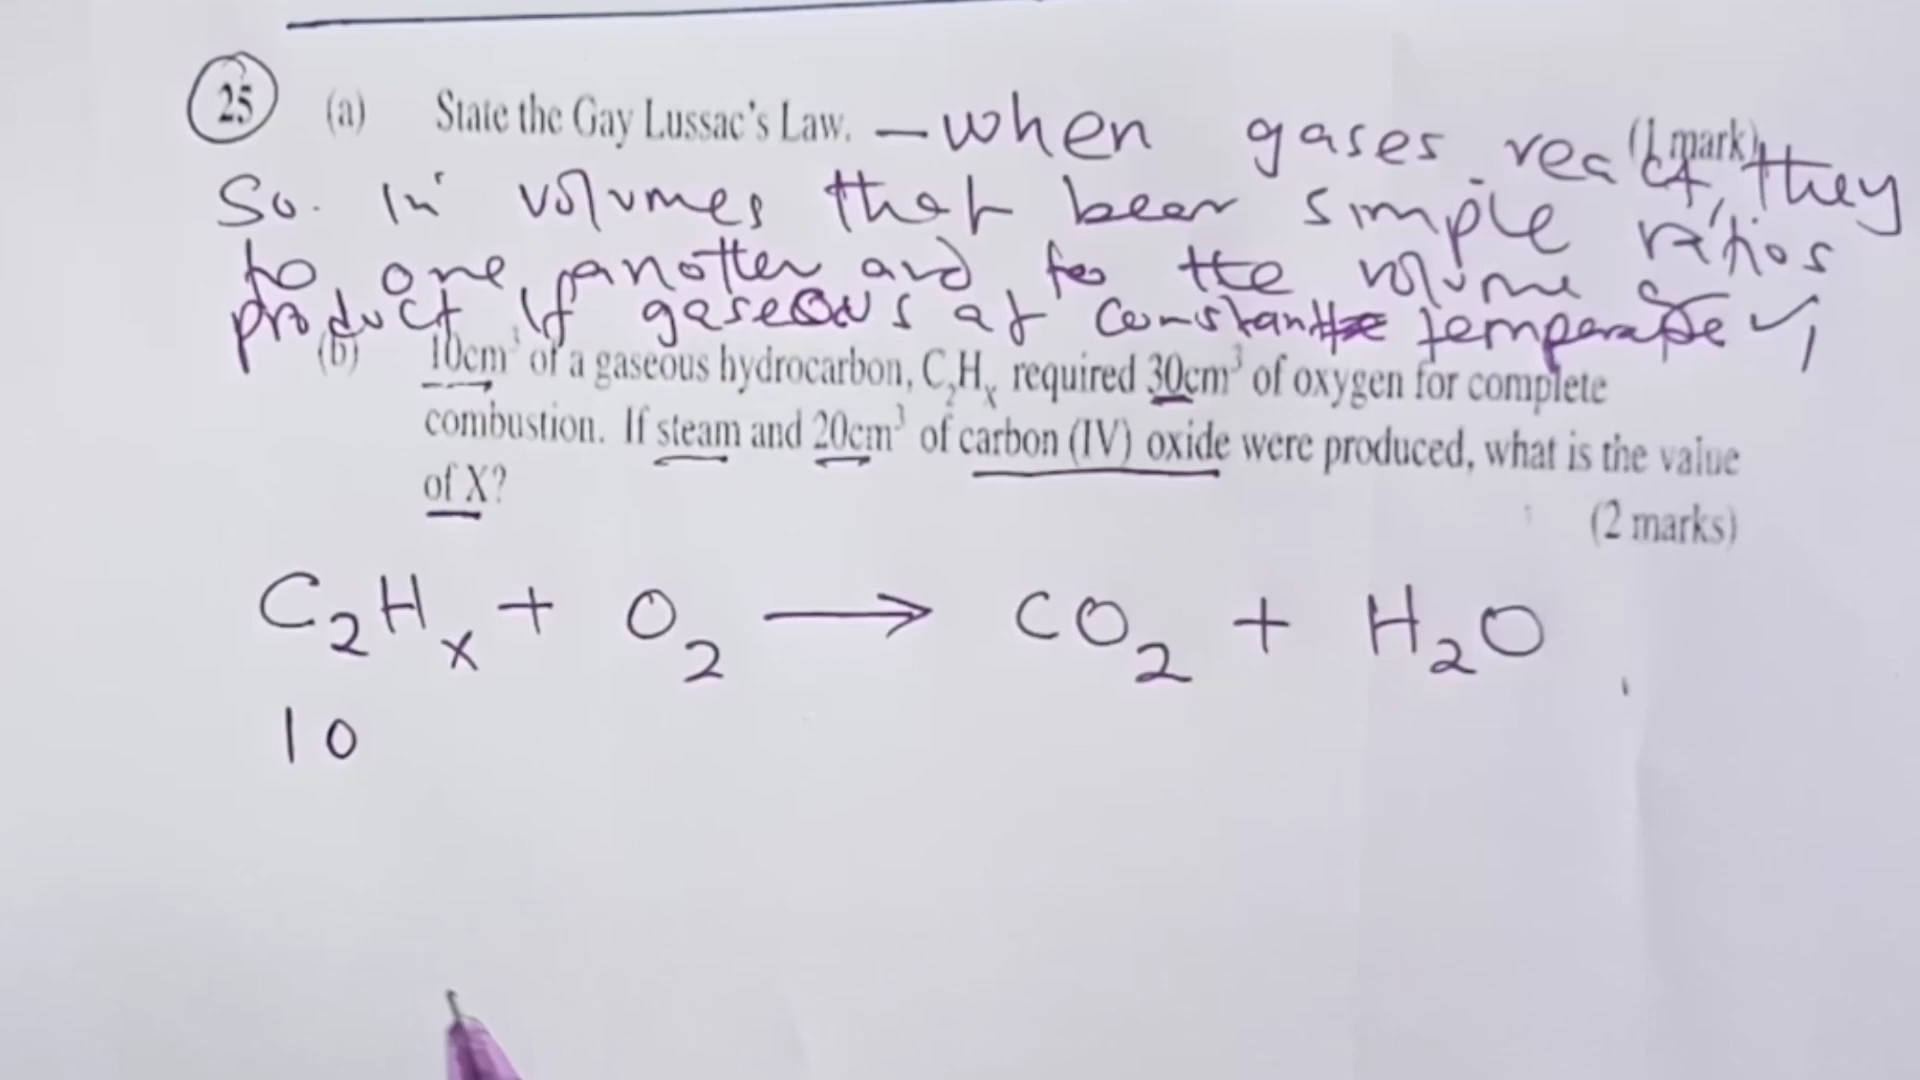 25 (a) State the Gay Lussac's Law. – when gases react, they (1 mark)
so in volumes that bear simple ratios
to one another and to the volume of
product if gaseous at constant temperature ✓1
(b) 10cm³ of a gaseous hydrocarbon, C₂Hₓ required 30cm³ of oxygen for complete
combustion. If steam and 20cm³ of carbon (IV) oxide were produced, what is the value
of X?
(2 marks)
C₂Hₓ + O₂ → CO₂ + H₂O
10